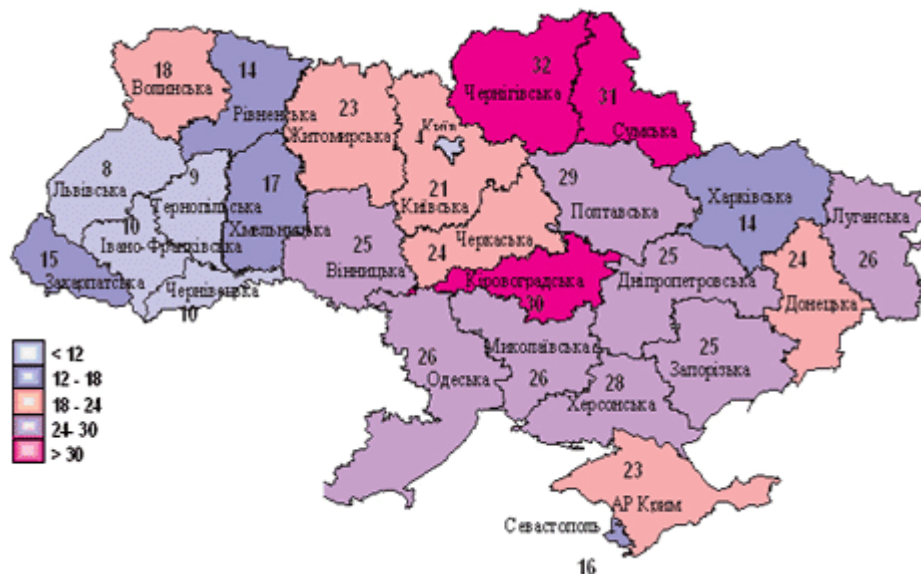 18
Волинська
14
Рівненська
23
Житомирська
4
Київ
32
Чернігівська
31
Сумська
8
Львівська
9
Тернопільська
17
Хмельницька
21
Київська
29
Полтавська
Харківська
14
Луганська
26
10
Івано-Франківська
15
Закарпатська
Чернівецька
10
25
Вінницька
24
Черкаська
Кіровоградська
30
25
Дніпропетровська
24
Донецька
26
Одеська
Миколаївська
26
28
Херсонська
25
Запорізька
23
АР Крим
Севастополь
16
< 12
12 - 18
18 - 24
24- 30
> 30